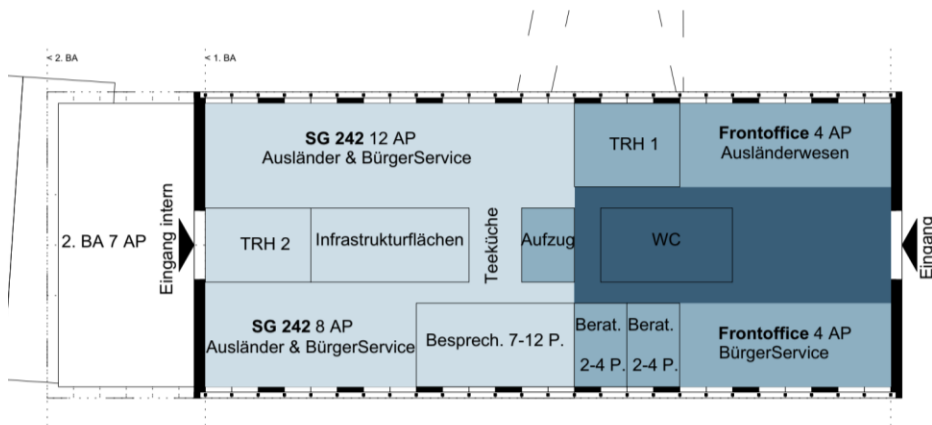 < 2. BA
< 1. BA
SG 242 12 AP
Ausländer & BürgerService
TRH 1
Frontoffice 4 AP
Ausländerwesen
2. BA 7 AP
Eingang intern
TRH 2
Infrastrukturflächen
Teeküche
Aufzug
WC
Eingang
SG 242 8 AP
Ausländer & BürgerService
Besprech. 7-12 P.
Berat.
2-4 P.
Berat.
2-4 P.
Frontoffice 4 AP
BürgerService